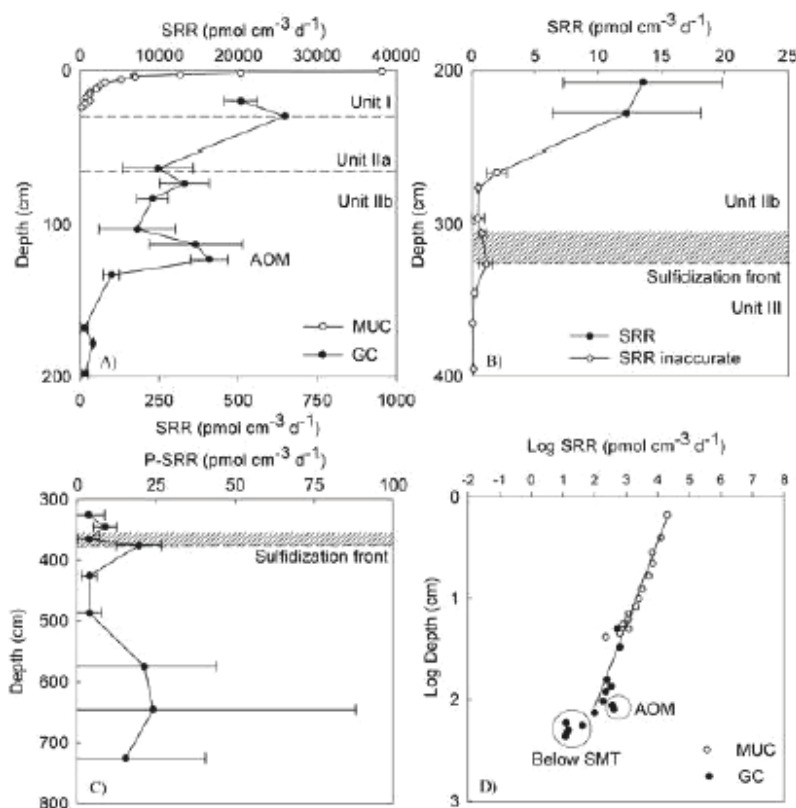 SRR (pmol cm⁻³ d⁻¹)
0 10000 20000 30000 40000
0
100
200
Depth (cm)
Unit I
Unit IIa
Unit IIb
AOM
MUC
GC
A)
0 250 500 750 1000
SRR (pmol cm⁻³ d⁻¹)
SRR (pmol cm⁻³ d⁻¹)
0 5 10 15 20 25
200
300
400
Depth (cm)
Unit IIb
Sulfidization front
Unit III
SRR
SRR inaccurate
B)
P-SRR (pmol cm⁻³ d⁻¹)
0 25 50 75 100
300
400
500
600
700
800
Depth (cm)
Sulfidization front
C)
Log SRR (pmol cm⁻³ d⁻¹)
-2 -1 0 1 2 3 4 5 6 7 8
0
1
2
3
Log Depth (cm)
AOM
Below SMT
MUC
GC
D)